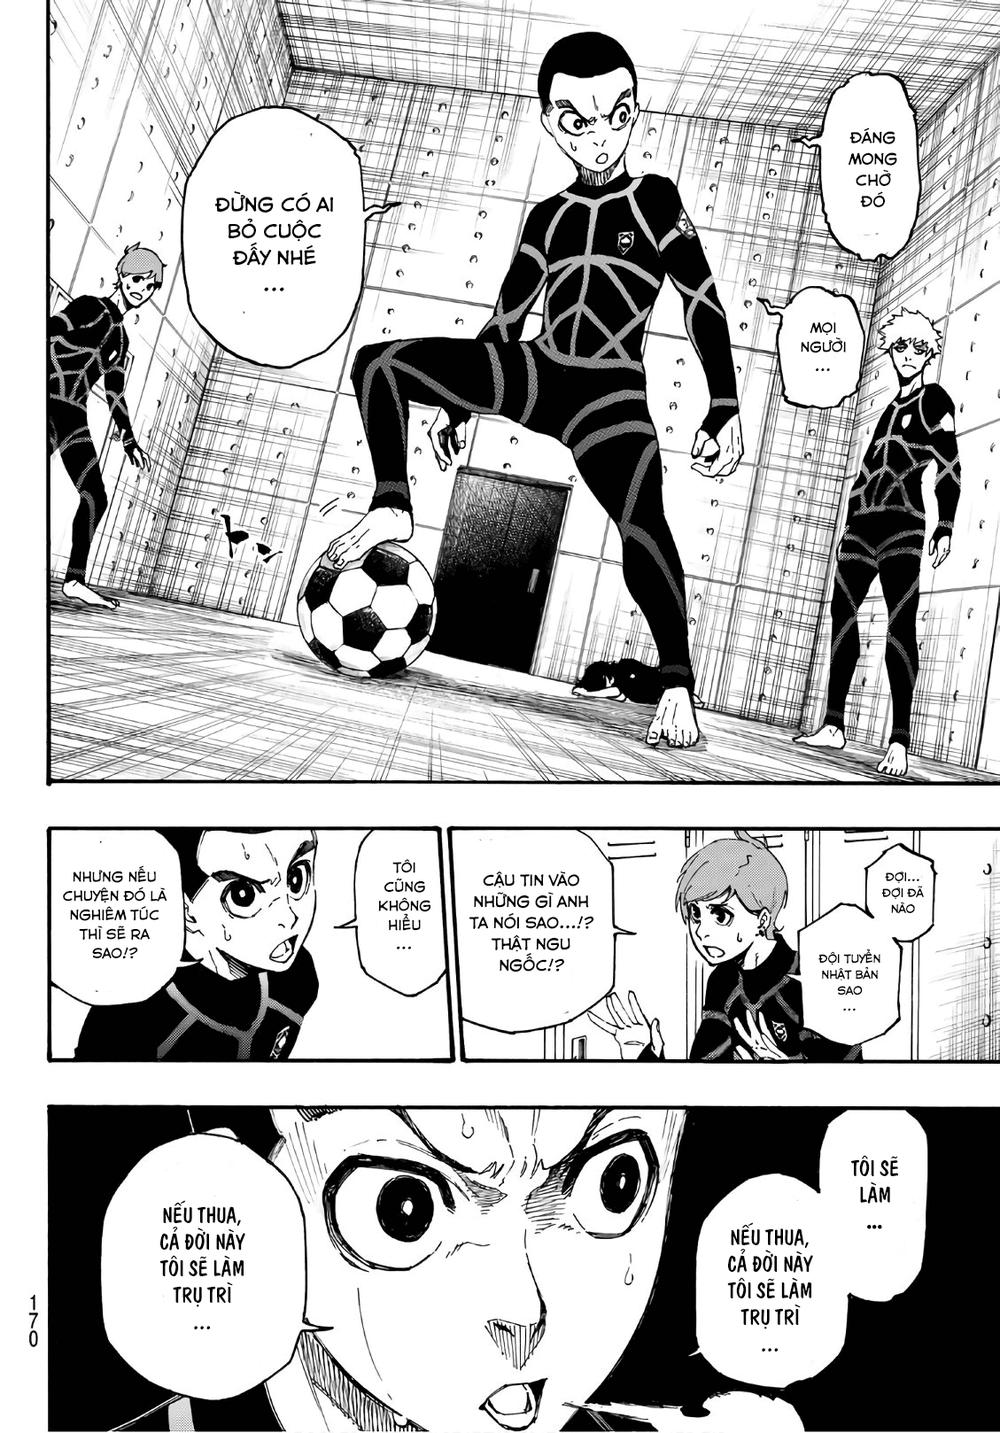 ĐÁNG
MONG
CHỜ
ĐÓ
MỌI
NGƯỜI
...
ĐỪNG CÓ AI
BỎ CUỘC
ĐẤY NHÉ
...
ĐỢI...
ĐỢI ĐÃ
NÀO
ĐỘI TUYỂN
NHẬT BẢN
SAO
...
CẬU TIN VÀO
NHỮNG GÌ ANH
TA NÓI SAO...!?
THẬT NGU
NGỐC!?
TÔI
CŨNG
KHÔNG
HIỂU
...
NHƯNG NẾU
CHUYỆN ĐÓ LÀ
NGHIÊM TÚC
THÌ SẼ RA
SAO!?
TÔI SẼ
LÀM
...
NẾU THUA,
CẢ ĐỜI NÀY
TÔI SẼ LÀM
TRỤ TRÌ
...
NẾU THUA,
CẢ ĐỜI NÀY
TÔI SẼ LÀM
TRỤ TRÌ
...
170